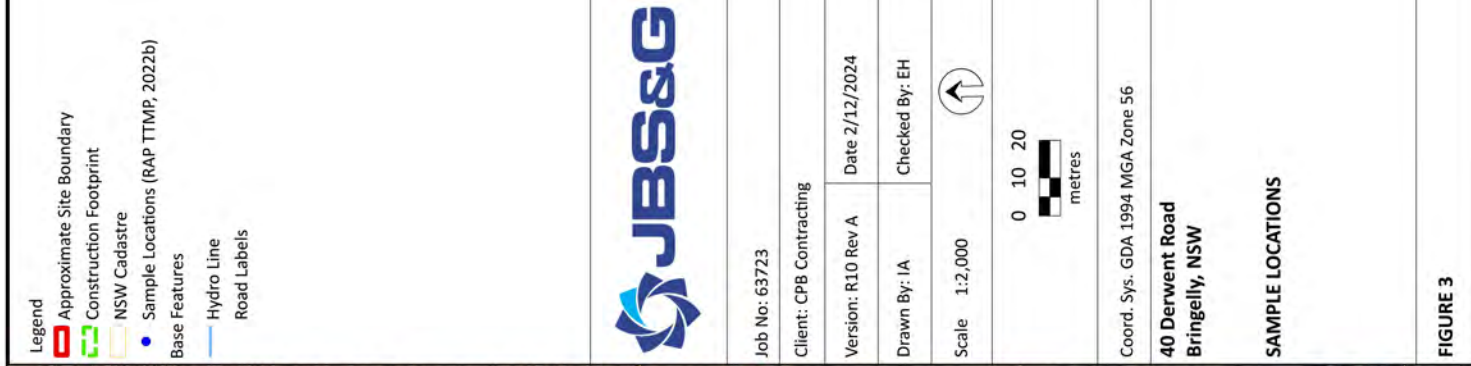 Legend
Approximate Site Boundary
Construction Footprint
NSW Cadastre
Sample Locations (RAP TTMP, 2022b)
Base Features
Hydro Line
Road Labels
JBS&G
Job No: 63723
Client: CPB Contracting
Version: R10 Rev A Date 2/12/2024
Drawn By: IA Checked By: EH
Scale 1:2,000
0 10 20
metres
Coord. Sys. GDA 1994 MGA Zone 56
40 Derwent Road
Bringelly, NSW
SAMPLE LOCATIONS
FIGURE 3